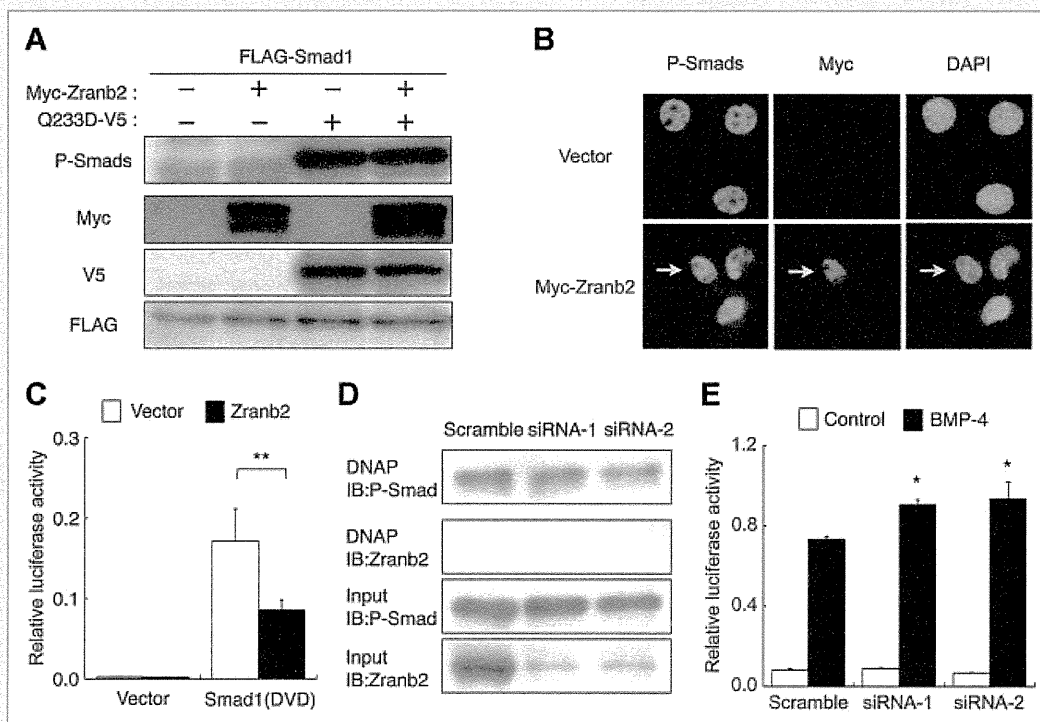 A
FLAG-Smad1
Myc-Zranb2 : − + − +
Q233D-V5 : − − + +
P-Smads
Myc
V5
FLAG
B
P-Smads Myc DAPI
Vector
Myc-Zranb2
C
Vector Zranb2
Relative luciferase activity
0.3
0.2
0.1
0.0
**
Vector Smad1(DVD)
D
Scramble siRNA-1 siRNA-2
DNAP
IB:P-Smad
DNAP
IB:Zranb2
Input
IB:P-Smad
Input
IB:Zranb2
E
Control BMP-4
Relative luciferase activity
1.2
0.8
0.4
0.0
* *
Scramble siRNA-1 siRNA-2